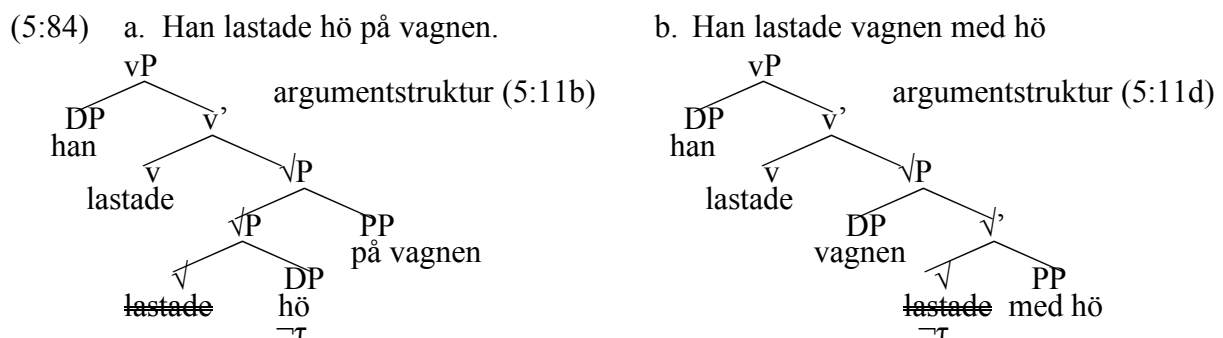 (5:84) a. Han lastade hö på vagnen. b. Han lastade vagnen med hö
vP vP
argumentstruktur (5:11b) argumentstruktur (5:11d)
DP v’ DP v’
han han
v √P v √P
lastade lastade
√P PP DP √’
på vagnen vagnen
√ DP √ PP
lastade hö lastade med hö
¬τ ¬τ